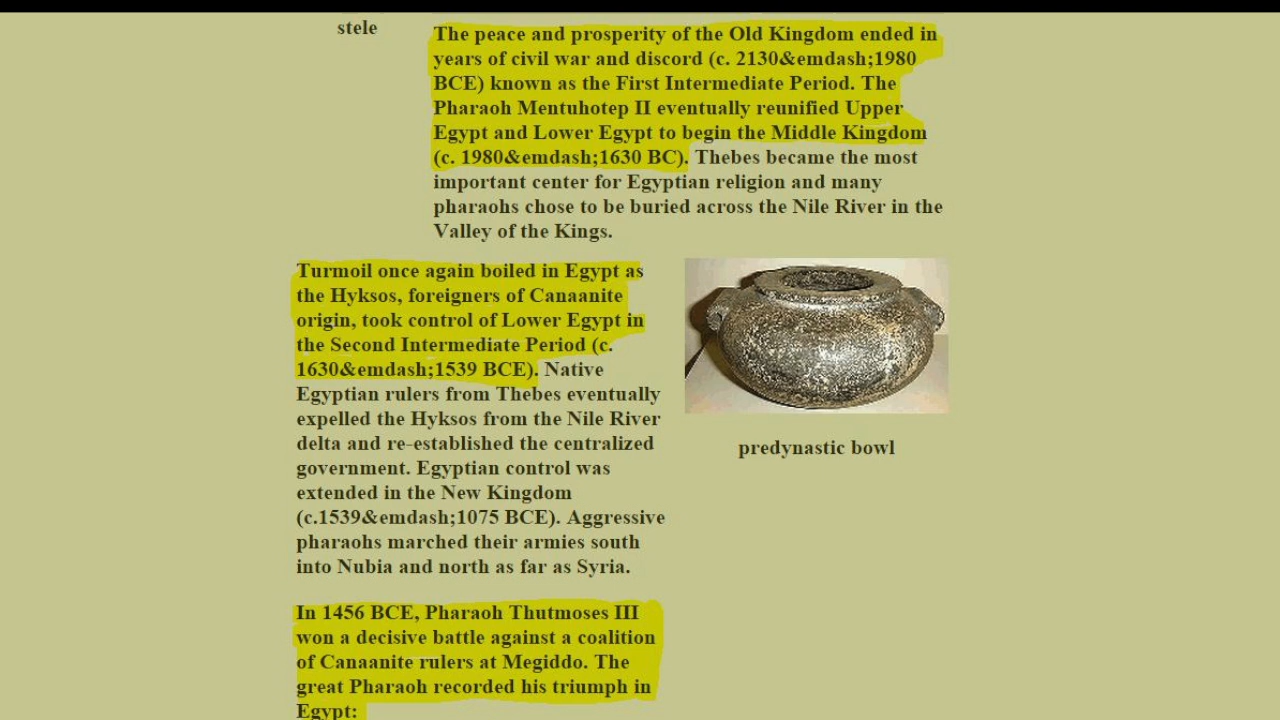 stele
The peace and prosperity of the Old Kingdom ended in
years of civil war and discord (c. 2130&emdash;1980
BCE) known as the First Intermediate Period. The
Pharaoh Mentuhotep II eventually reunified Upper
Egypt and Lower Egypt to begin the Middle Kingdom
(c. 1980&emdash;1630 BC). Thebes became the most
important center for Egyptian religion and many
pharaohs chose to be buried across the Nile River in the
Valley of the Kings.
Turmoil once again boiled in Egypt as
the Hyksos, foreigners of Canaanite
origin, took control of Lower Egypt in
the Second Intermediate Period (c.
1630&emdash;1539 BCE). Native
Egyptian rulers from Thebes eventually
expelled the Hyksos from the Nile River
delta and re-established the centralized
government. Egyptian control was
extended in the New Kingdom
(c.1539&emdash;1075 BCE). Aggressive
pharaohs marched their armies south
into Nubia and north as far as Syria.
predynastic bowl
In 1456 BCE, Pharaoh Thutmoses III
won a decisive battle against a coalition
of Canaanite rulers at Megiddo. The
great Pharaoh recorded his triumph in
Egypt: